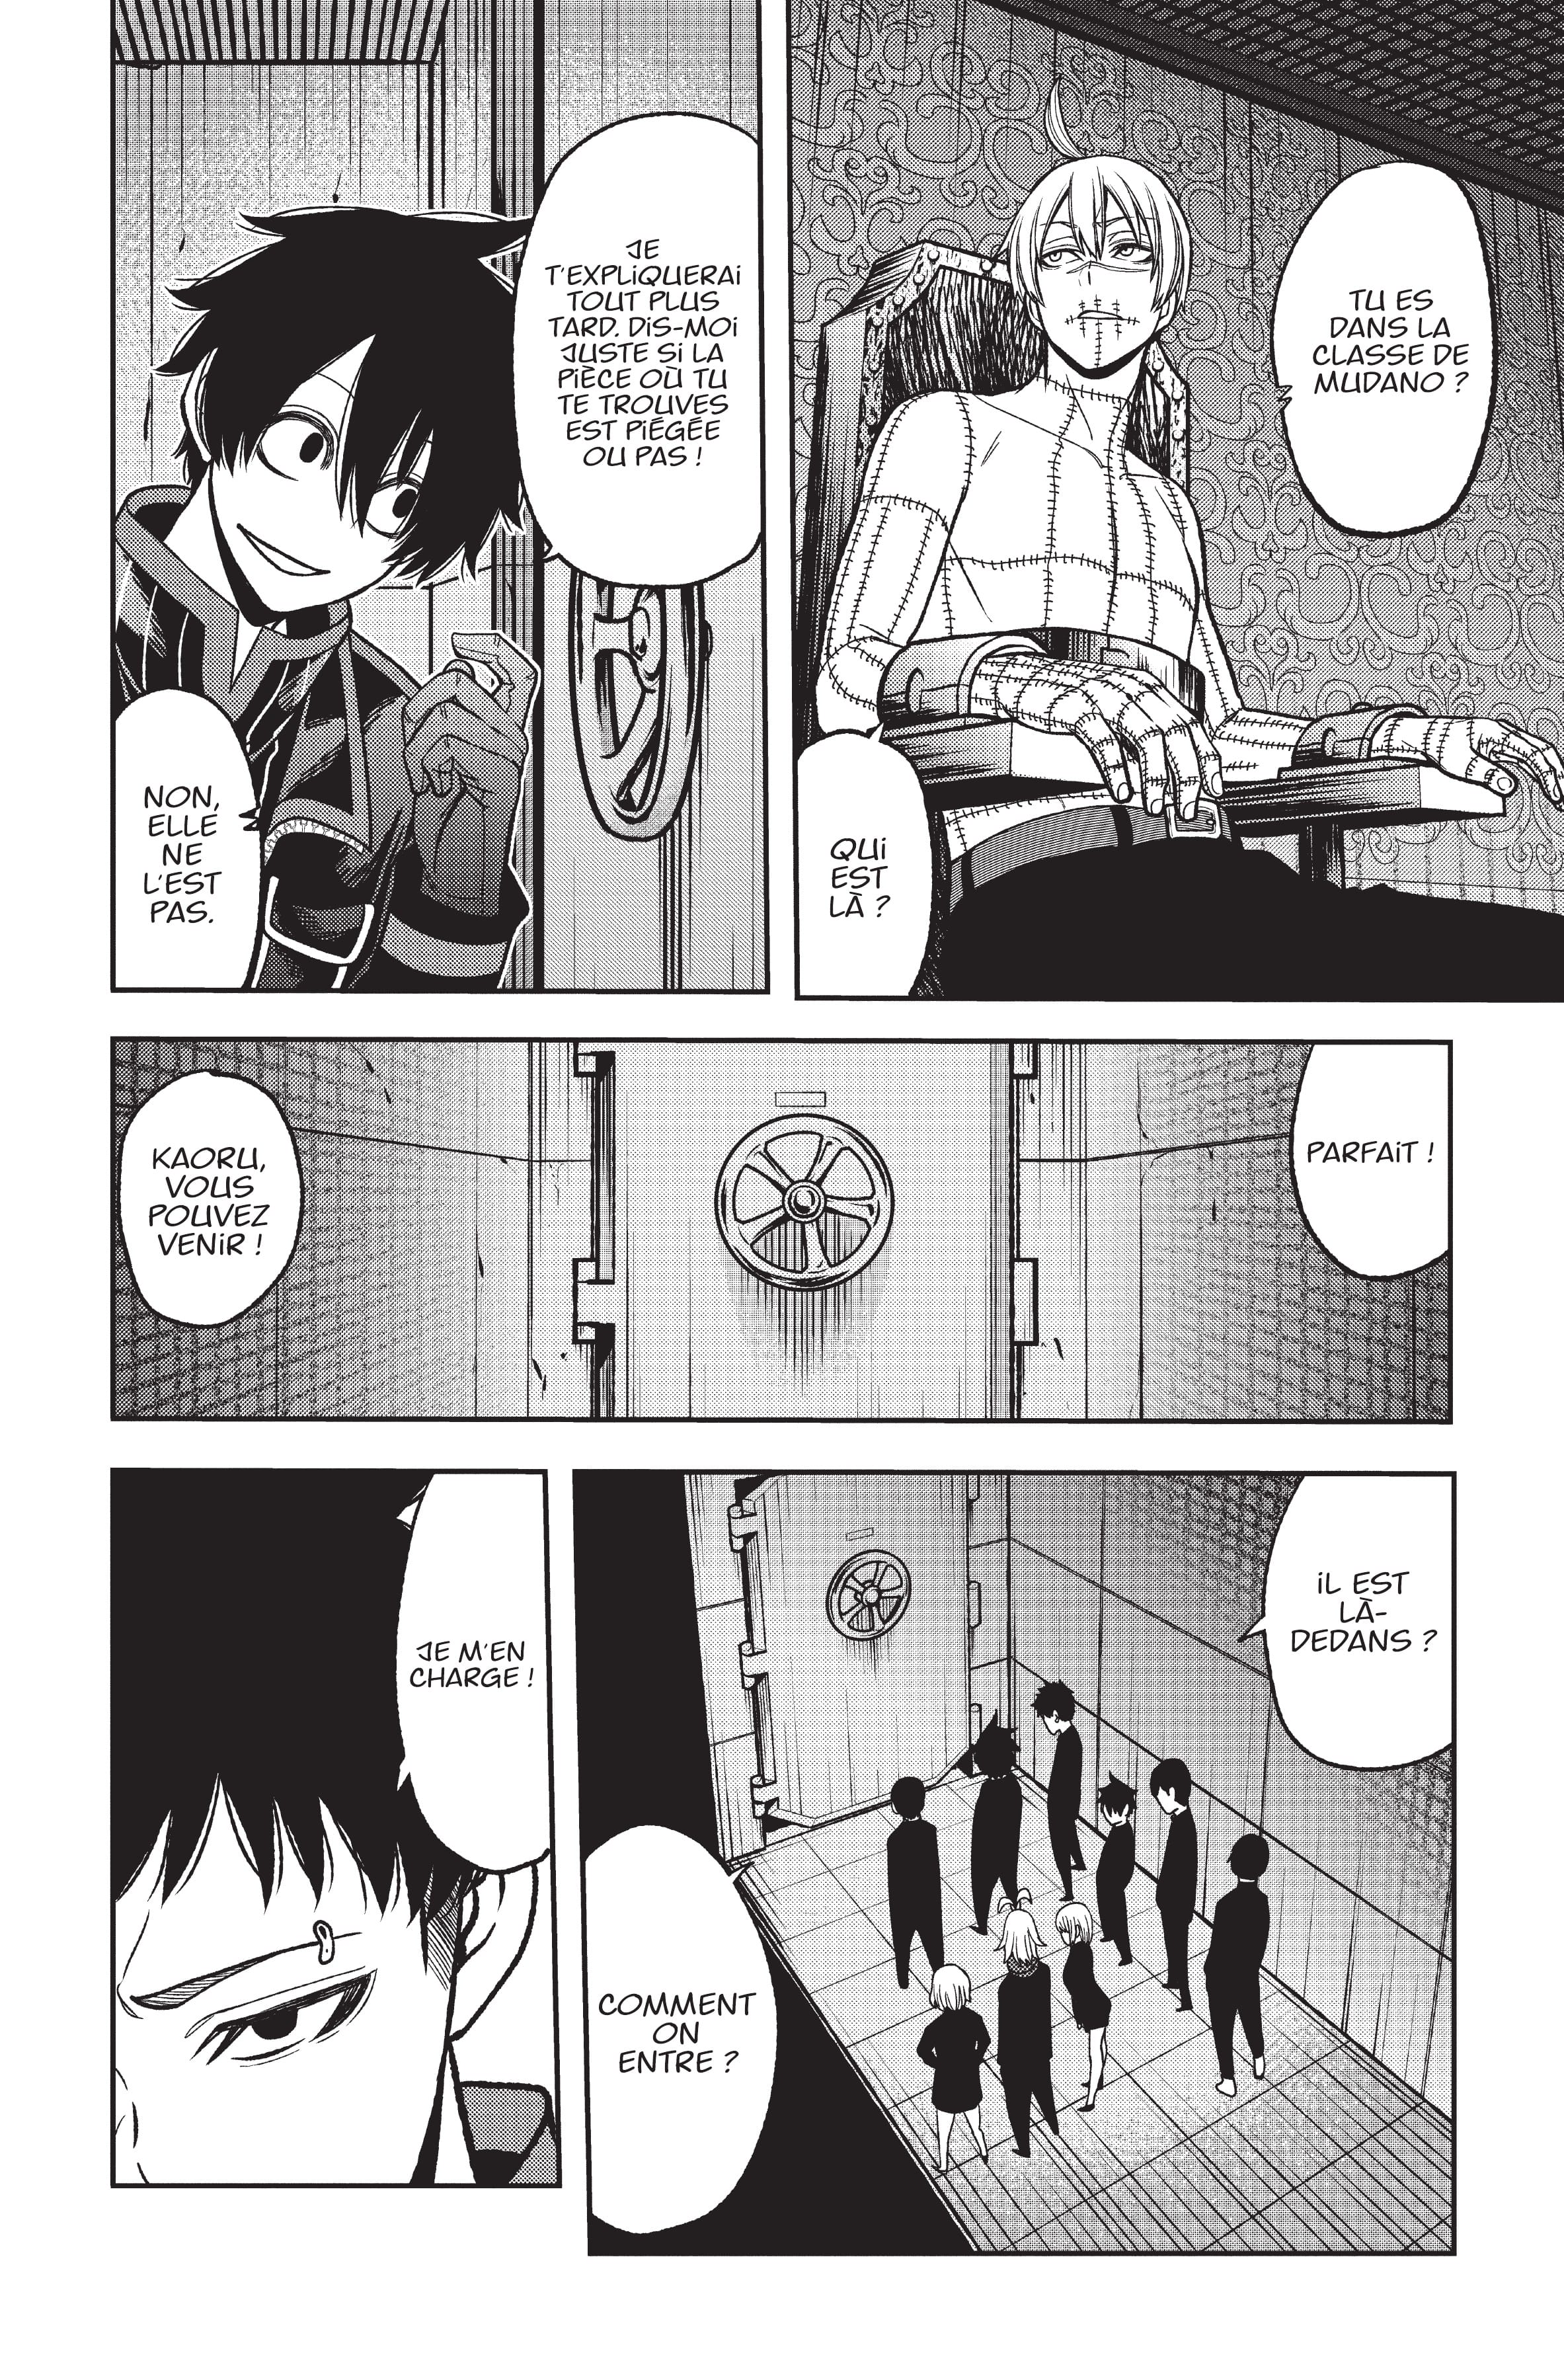 TU ES
DANS LA
CLASSE DE
MUDANO ?
QUI
EST
LÀ ?
JE
T'EXPLIQUERAI
TOUT PLUS
TARD. DIS-MOI
JUSTE SI LA
PIÈCE OÙ TU
TE TROUVES
EST PIÉGÉE
OU PAS !
NON,
ELLE
NE
L'EST
PAS.
PARFAIT !
KAORU,
VOUS
POUVEZ
VENIR !
IL EST
LÀ-
DEDANS ?
COMMENT
ON
ENTRE ?
JE M'EN
CHARGE !